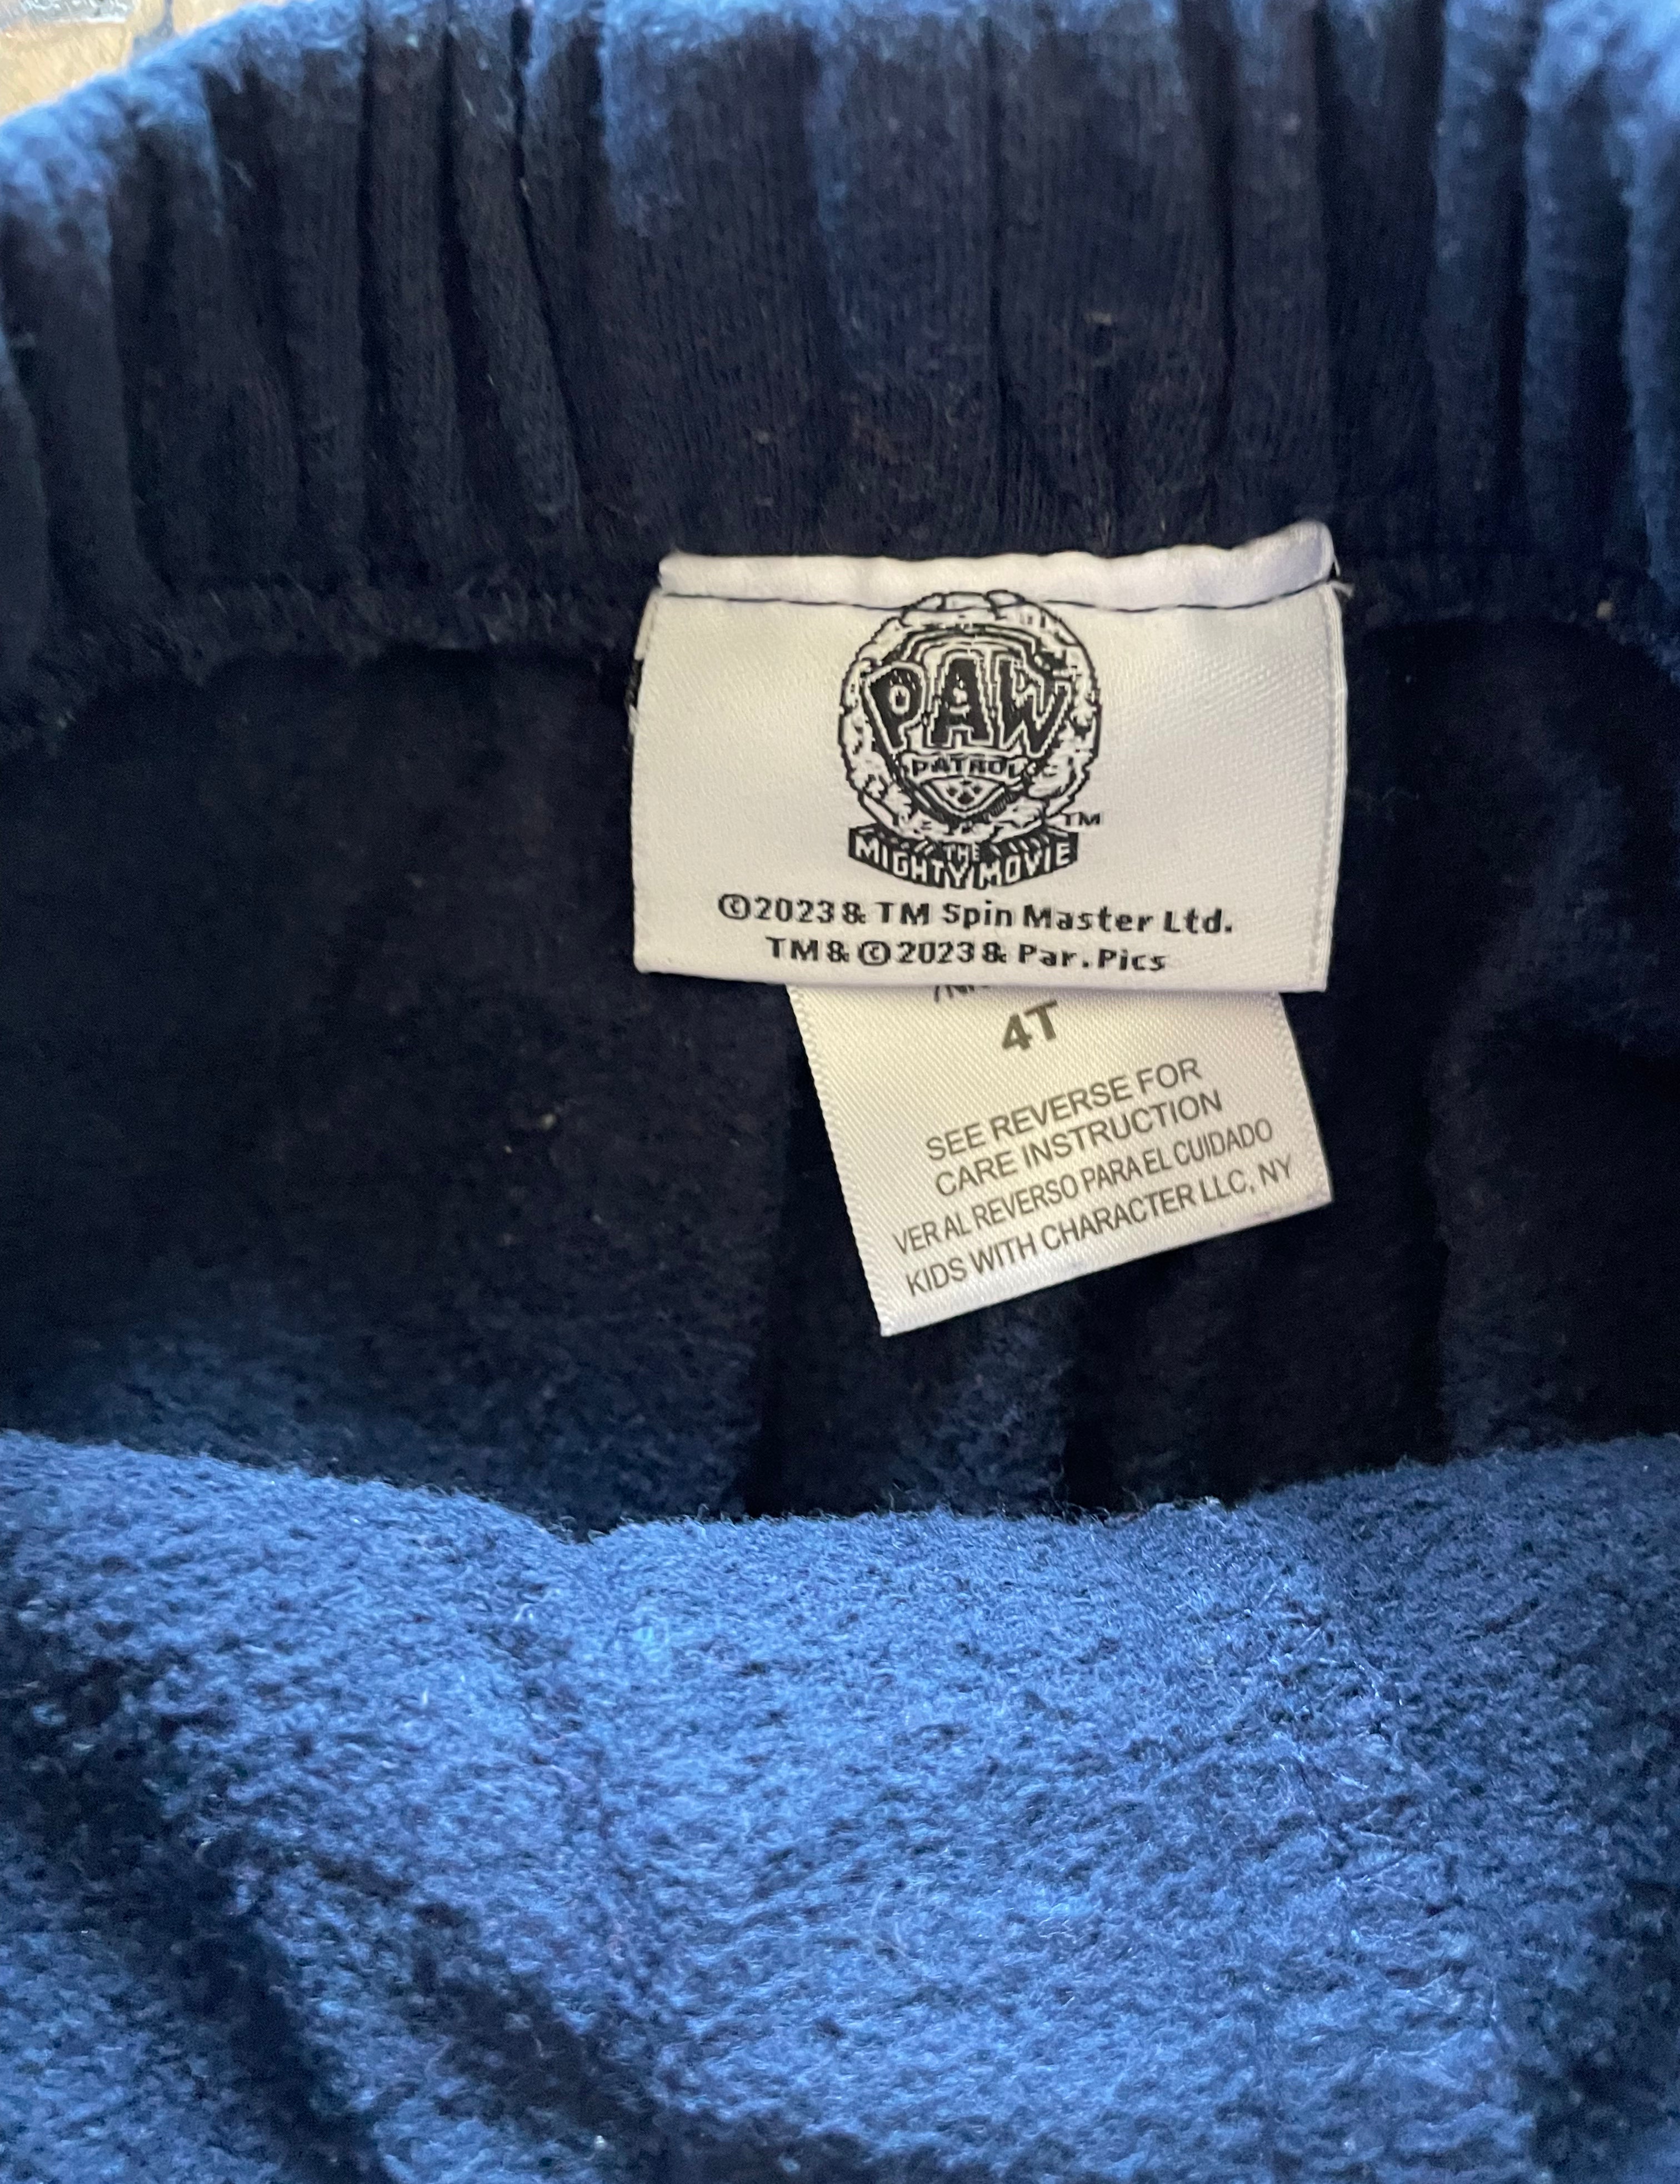 PAW
PATROL
TM
THE
MIGHTY MOVIE
©2023 & TM Spin Master Ltd.
TM & © 2023 & Par. Pics
4T
SEE REVERSE FOR
CARE INSTRUCTION
VER AL REVERSO PARA EL CUIDADO
KIDS WITH CHARACTER LLC, NY